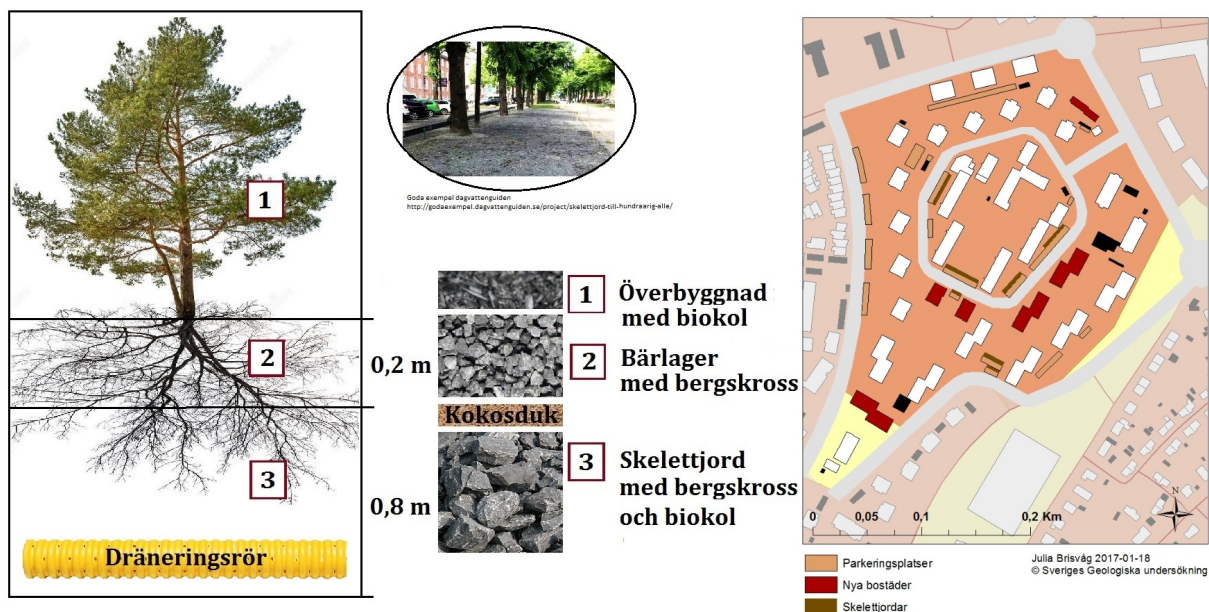 1
2
3
Dräneringsrör
0,2 m
0,8 m
Goda exempel dagvattenguiden
http://godaexempel.dagvattenguiden.se/project/skelettjord-till-hundraarig-alle/
1 Överbyggnad
med biokol
2 Bärlager
med bergskross
Kokosduk
3 Skelettjord
med bergskross
och biokol
N
0 0,05 0,1 0,2 Km
Parkeringsplatser
Nya bostäder
Skelettjordar
Julia Brisvåg 2017-01-18
© Sveriges Geologiska undersökning